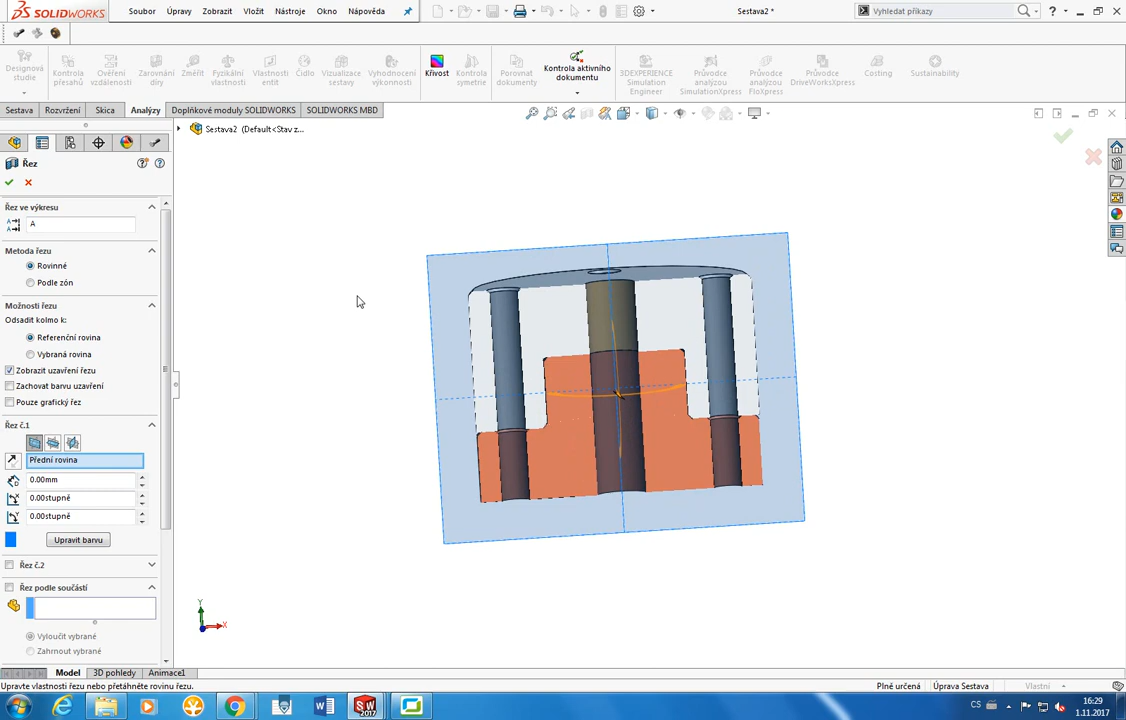 SOLIDWORKS
Soubor Úpravy Zobrazit Vložit Nástroje Okno Nápověda
Sestava2 *
Vyhledat příkazy
Designová studie
Kontrola přesahů
Ověření vzdálenosti
Zarovnání díry
Změřit
Fyzikální vlastnosti
Vlastnosti entit
Čidlo
Vizualizace sestavy
Vyhodnocení výkonnosti
Křivost
Kontrola symetrie
Porovnat dokumenty
Kontrola aktivního dokumentu
3DEXPERIENCE Simulation Engineer
Průvodce analýzou SimulationXpress
Průvodce analýzou FloXpress
Průvodce DriveWorksXpress
Costing
Sustainability
Sestava Rozvržení Skica Analýzy Doplňkové moduly SOLIDWORKS SOLIDWORKS MBD
Sestava2 (Default<Stav z...
Řez
Řez ve výkresu
A
Metoda řezu
Rovinné
Podle zón
Možnosti řezu
Odsadit kolmo k:
Referenční rovina
Vybraná rovina
Zobrazit uzavření řezu
Zachovat barvu uzavření
Pouze grafický řez
Řez č.1
Přední rovina
0.00mm
0.00stupně
0.00stupně
Upravit barvu
Řez č.2
Řez podle součástí
Vyloučit vybrané
Zahrnout vybrané
Y
X
Model 3D pohledy Animace1
Upravte vlastnosti řezu nebo přetáhněte rovinu řezu.
Plně určená Úprava Sestava Vlastní
SW 2017
CS
16:29
1.11.2017